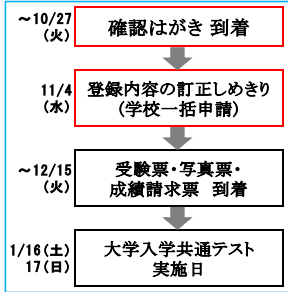 ~10/27
(火)
確認はがき 到着
11/4
(水)
登録内容の訂正しめきり
(学校一括申請)
~12/15
(火)
受験票・写真票・
成績請求票 到着
1/16(土)
17(日)
大学入学共通テスト
実施日